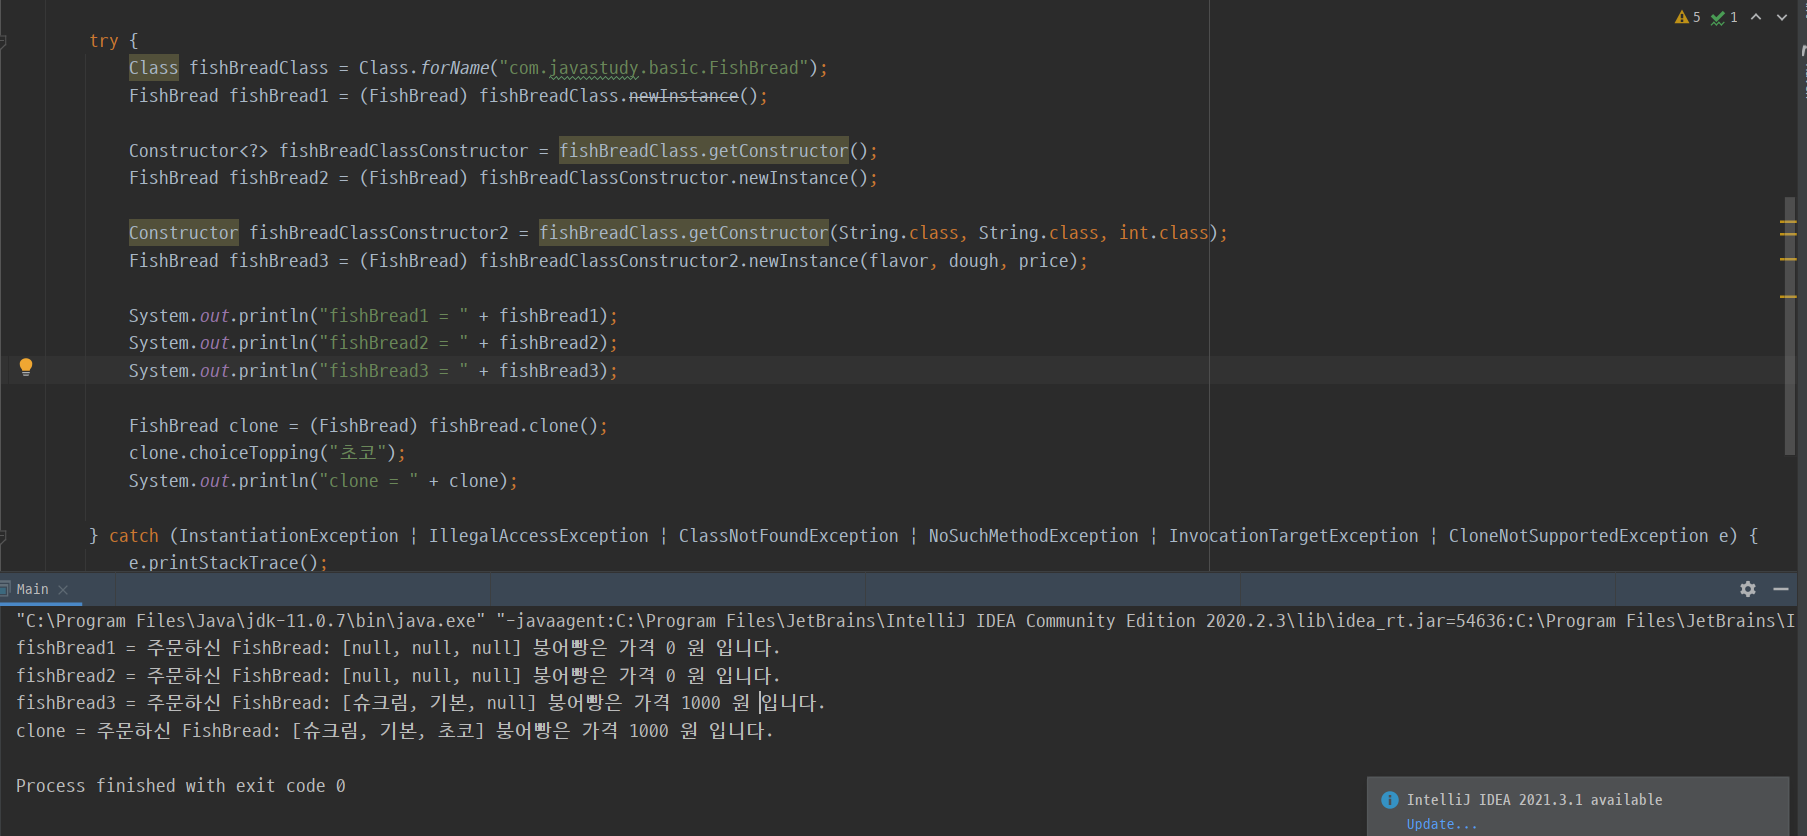 5 1
try {
Class fishBreadClass = Class.forName("com.javastudy.basic.FishBread");
FishBread fishBread1 = (FishBread) fishBreadClass.newInstance();
Constructor<?> fishBreadClassConstructor = fishBreadClass.getConstructor();
FishBread fishBread2 = (FishBread) fishBreadClassConstructor.newInstance();
Constructor fishBreadClassConstructor2 = fishBreadClass.getConstructor(String.class, String.class, int.class);
FishBread fishBread3 = (FishBread) fishBreadClassConstructor2.newInstance(flavor, dough, price);
System.out.println("fishBread1 = " + fishBread1);
System.out.println("fishBread2 = " + fishBread2);
System.out.println("fishBread3 = " + fishBread3);
FishBread clone = (FishBread) fishBread.clone();
clone.choiceTopping("초코");
System.out.println("clone = " + clone);
} catch (InstantiationException | IllegalAccessException | ClassNotFoundException | NoSuchMethodException | InvocationTargetException | CloneNotSupportedException e) {
e.printStackTrace();
Main
"C:\Program Files\Java\jdk-11.0.7\bin\java.exe" "-javaagent:C:\Program Files\JetBrains\IntelliJ IDEA Community Edition 2020.2.3\lib\idea_rt.jar=54636:C:\Program Files\JetBrains\I
fishBread1 = 주문하신 FishBread: [null, null, null] 붕어빵은 가격 0 원 입니다.
fishBread2 = 주문하신 FishBread: [null, null, null] 붕어빵은 가격 0 원 입니다.
fishBread3 = 주문하신 FishBread: [슈크림, 기본, null] 붕어빵은 가격 1000 원 입니다.
clone = 주문하신 FishBread: [슈크림, 기본, 초코] 붕어빵은 가격 1000 원 입니다.
Process finished with exit code 0
IntelliJ IDEA 2021.3.1 available
Update...